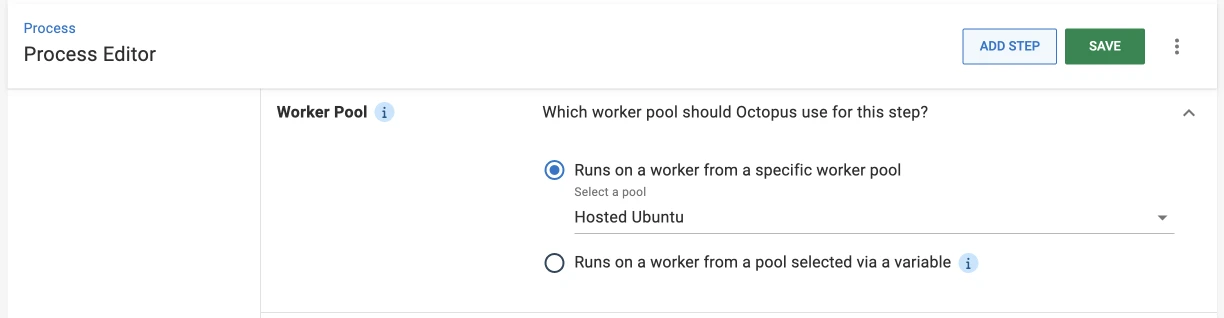 Process
Process Editor
ADD STEP
SAVE
Worker Pool i
Which worker pool should Octopus use for this step?
Runs on a worker from a specific worker pool
Select a pool
Hosted Ubuntu
Runs on a worker from a pool selected via a variable i